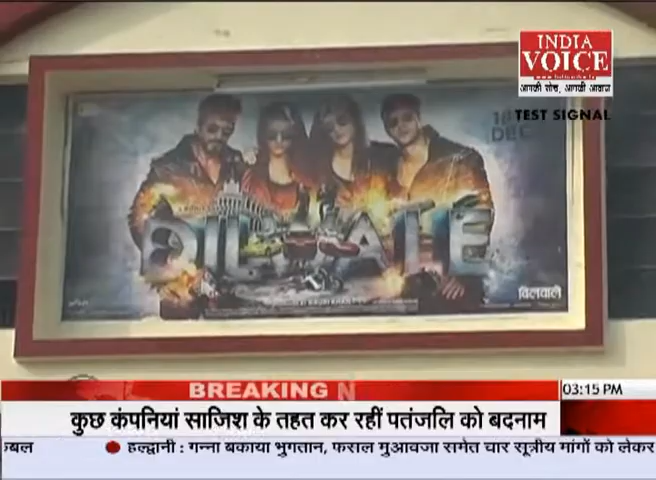 INDIA
VOICE
आपकी सोच, आपकी आवाज
TEST SIGNAL
18
DEC
DILWALE
दिलवाले
BREAKING N
03:15 PM
कुछ कंपनियां साजिश के तहत कर रहीं पतंजलि को बदनाम
हल्द्वानी : गन्ना बकाया भुगतान, फसल मुआवजा समेत चार सूत्रीय मांगों को लेकर